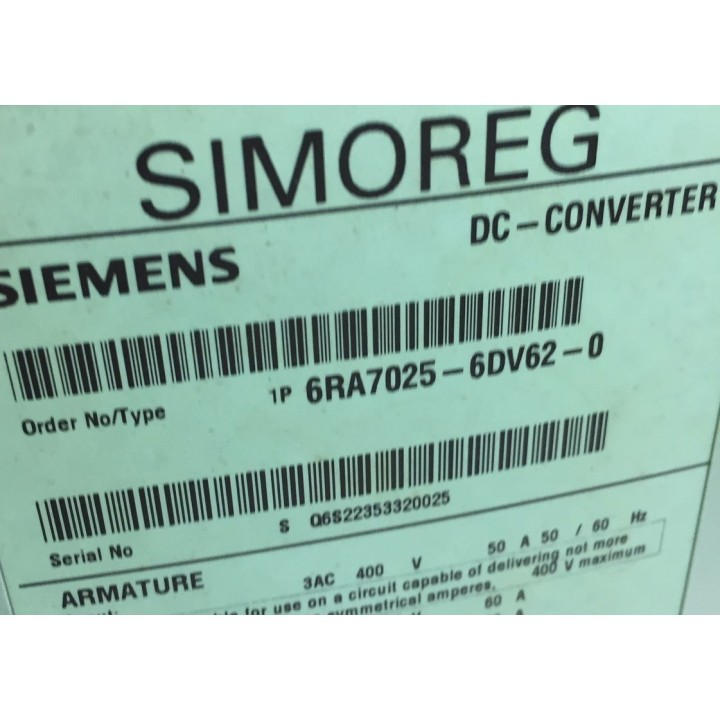 SIMOREG
DC-CONVERTER
SIEMENS
1P 6RA7025-6DV62-0
Order No/Type
S Q6S22353320025
Serial No
ARMATURE
3AC 400 V 50 A 50 / 60 Hz
for use on a circuit capable of delivering not more
symmetrical amperes, 400 V maximum
60 A